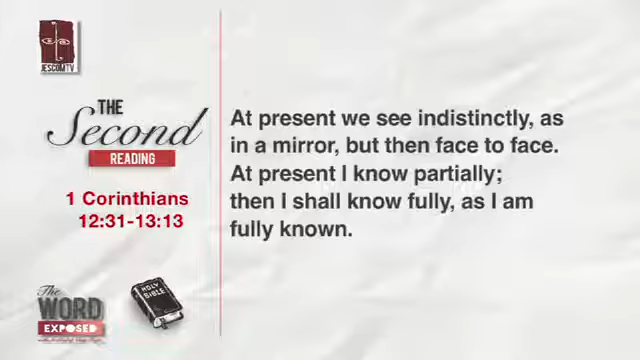 JESCOMTV
THE
Second
READING
1 Corinthians
12:31-13:13
At present we see indistinctly, as
in a mirror, but then face to face.
At present I know partially;
then I shall know fully, as I am
fully known.
The
WORD
EXPOSED
HOLY
BIBLE